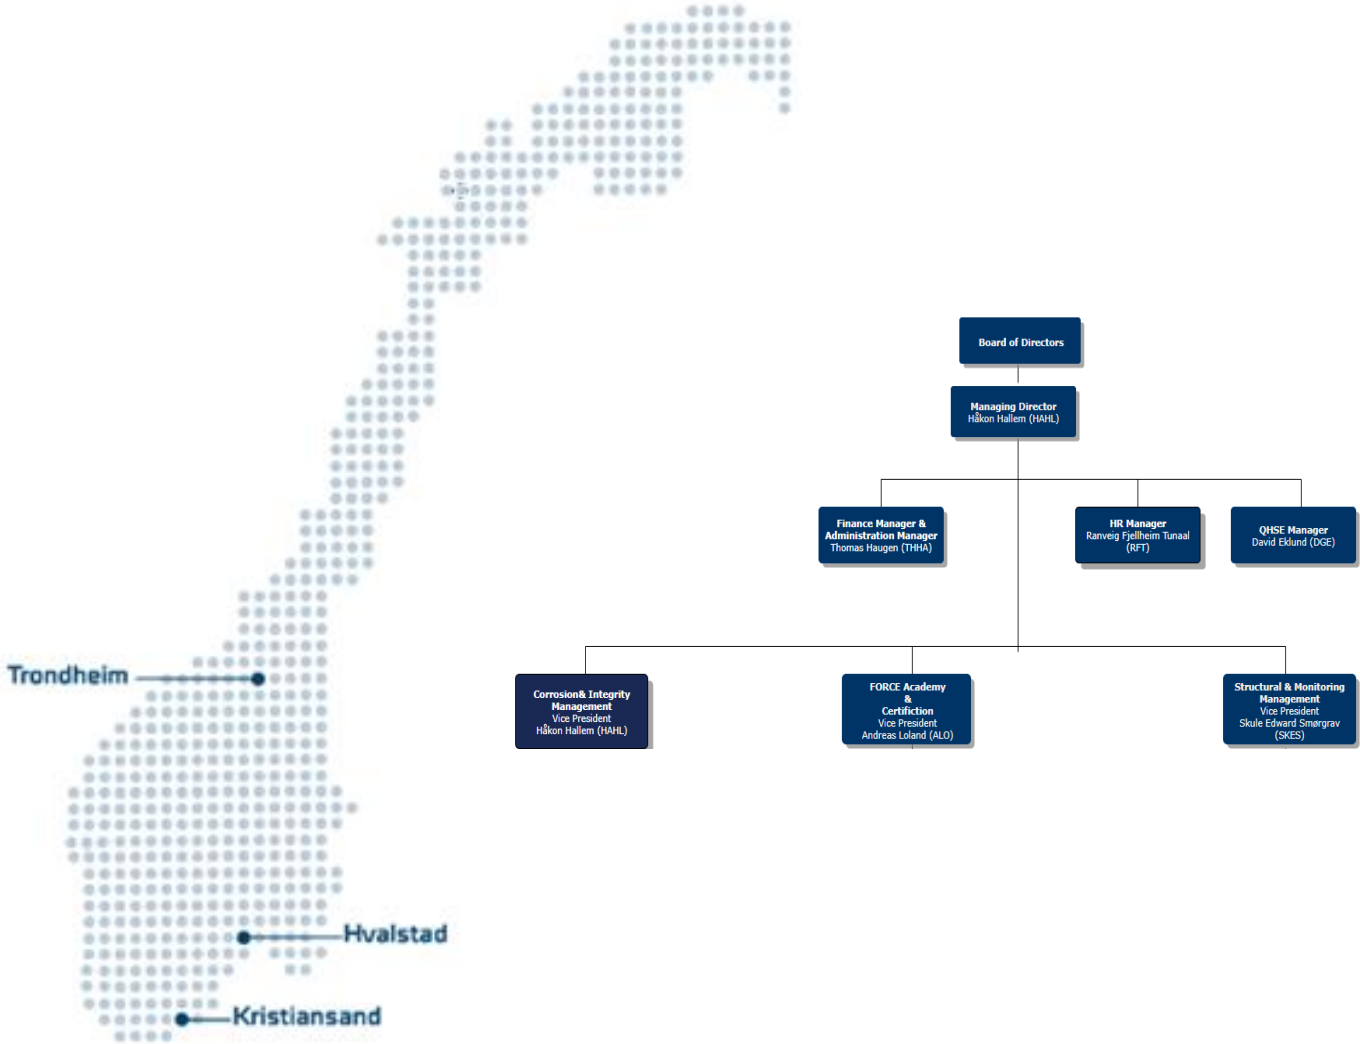 Board of Directors
Managing Director
Håkon Hallem (HAHL)
Finance Manager &
Administration Manager
Thomas Haugen (THHA)
HR Manager
Ranveig Fjellheim Tunaal
(RFT)
QHSE Manager
David Eklund (DGE)
Corrosion& Integrity
Management
Vice President
Håkon Hallem (HAHL)
FORCE Academy
&
Certifiction
Vice President
Andreas Loland (ALO)
Structural & Monitoring
Management
Vice President
Skule Edward Smørgrav
(SKES)
Trondheim
Hvalstad
Kristiansand